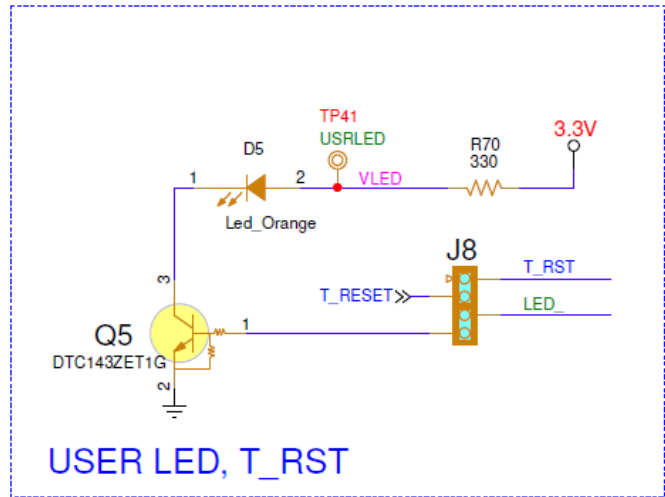 TP41
USRLED
3.3V
D5
R70
330
1
2
VLED
Led_Orange
J8
3
T_RST
T_RESET
LED_
1
Q5
DTC143ZET1G
2
USER LED, T_RST